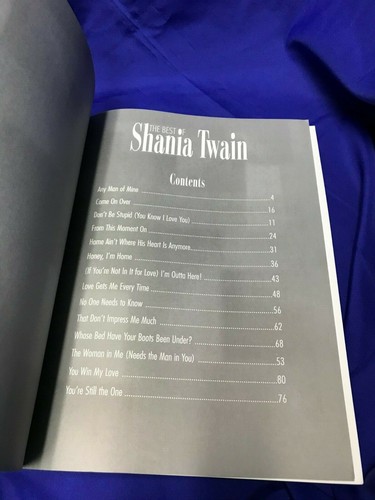 THE BEST OF
Shania Twain
Contents
Any Man of Mine 4
Come On Over 16
Don't Be Stupid (You Know I Love You) 11
From This Moment On 24
Home Ain't Where His Heart Is Anymore 31
Honey, I'm Home 36
(If You're Not In It for Love) I'm Outta Here! 43
Love Gets Me Every Time 48
No One Needs to Know 56
That Don't Impress Me Much 62
Whose Bed Have Your Boots Been Under? 68
The Woman in Me (Needs the Man in You) 53
You Win My Love 80
You're Still the One 76